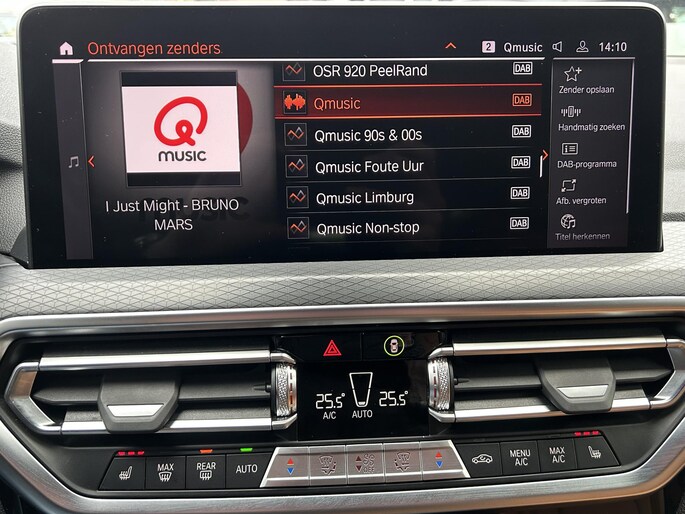 Ontvangen zenders
2 Qmusic 14:10
Q
MUSIC
I Just Might - BRUNO
MARS
OSR 920 PeelRand DAB
Qmusic DAB
Qmusic 90s & 00s DAB
Qmusic Foute Uur DAB
Qmusic Limburg DAB
Qmusic Non-stop DAB
Zender opslaan
Handmatig zoeken
DAB-programma
Afb. vergroten
Titel herkennen
25.5° 25.5°
A/C AUTO
MAX
REAR
AUTO
MENU
A/C
MAX
A/C